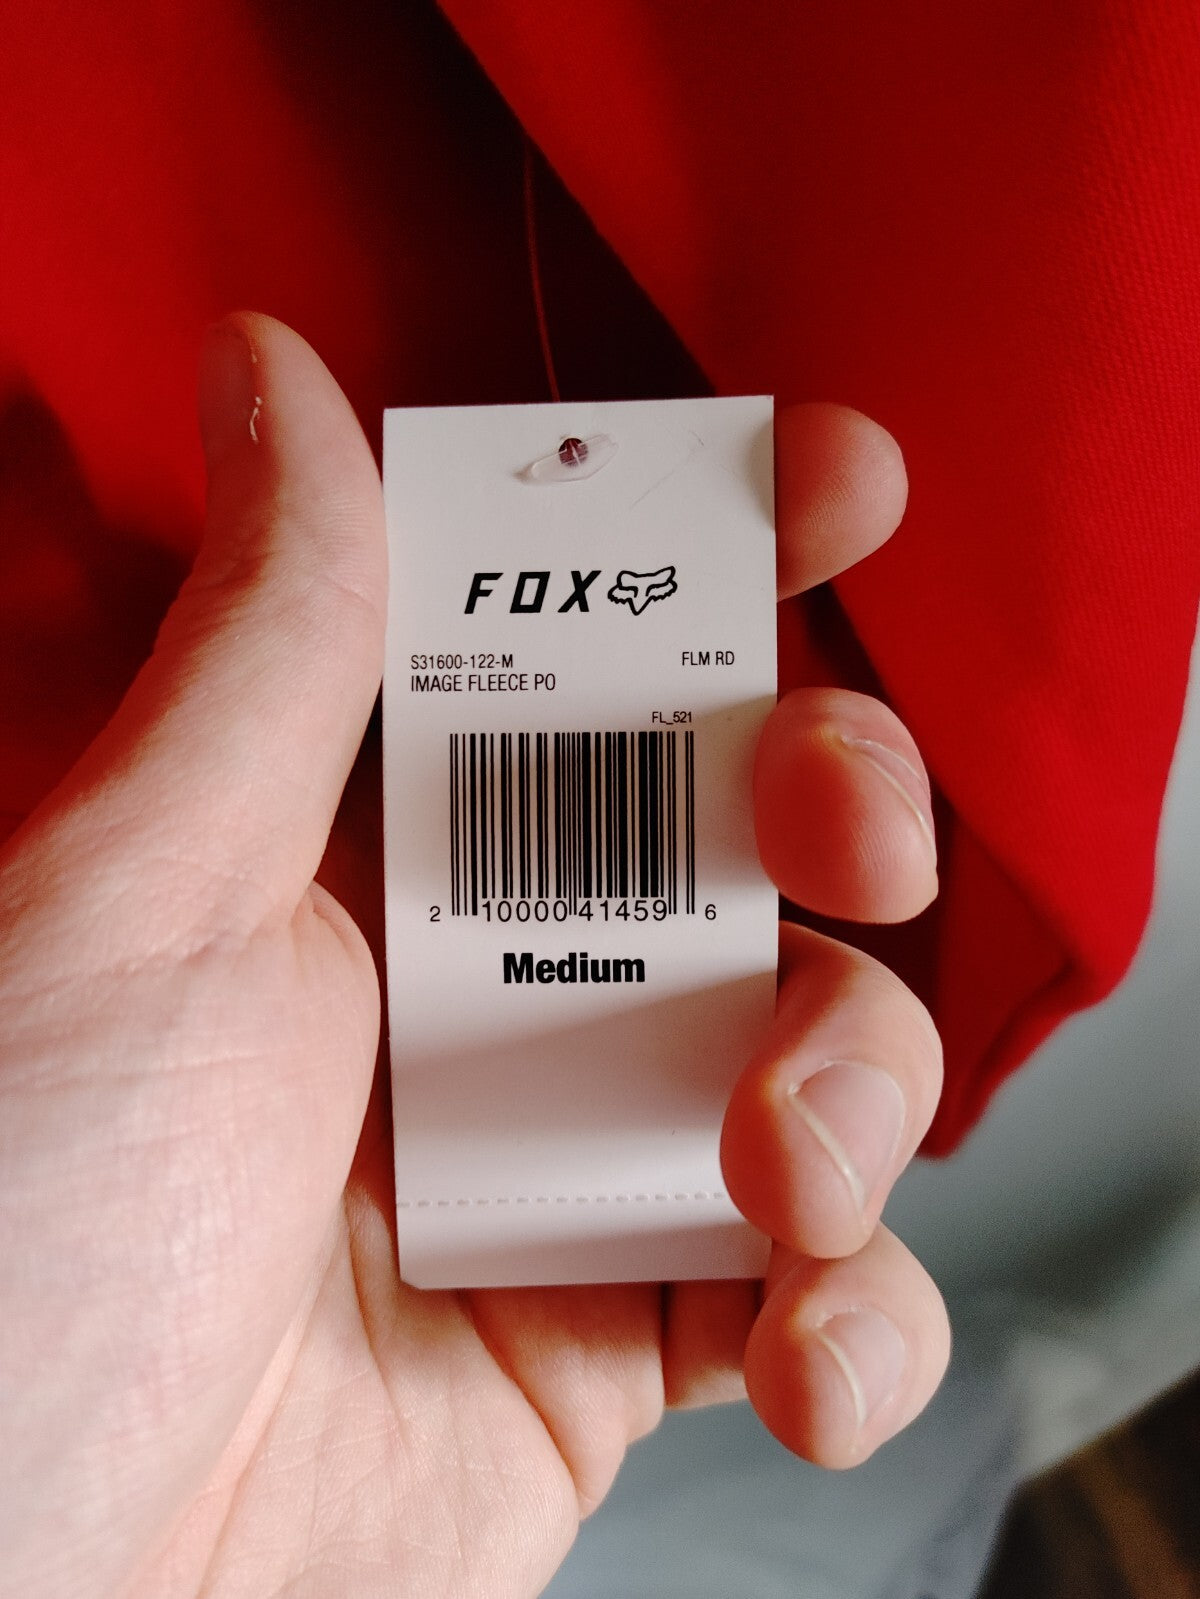 FOX
S31600-122-M FLM RD
IMAGE FLEECE PO
FL_521
2 10000 41459 6
Medium